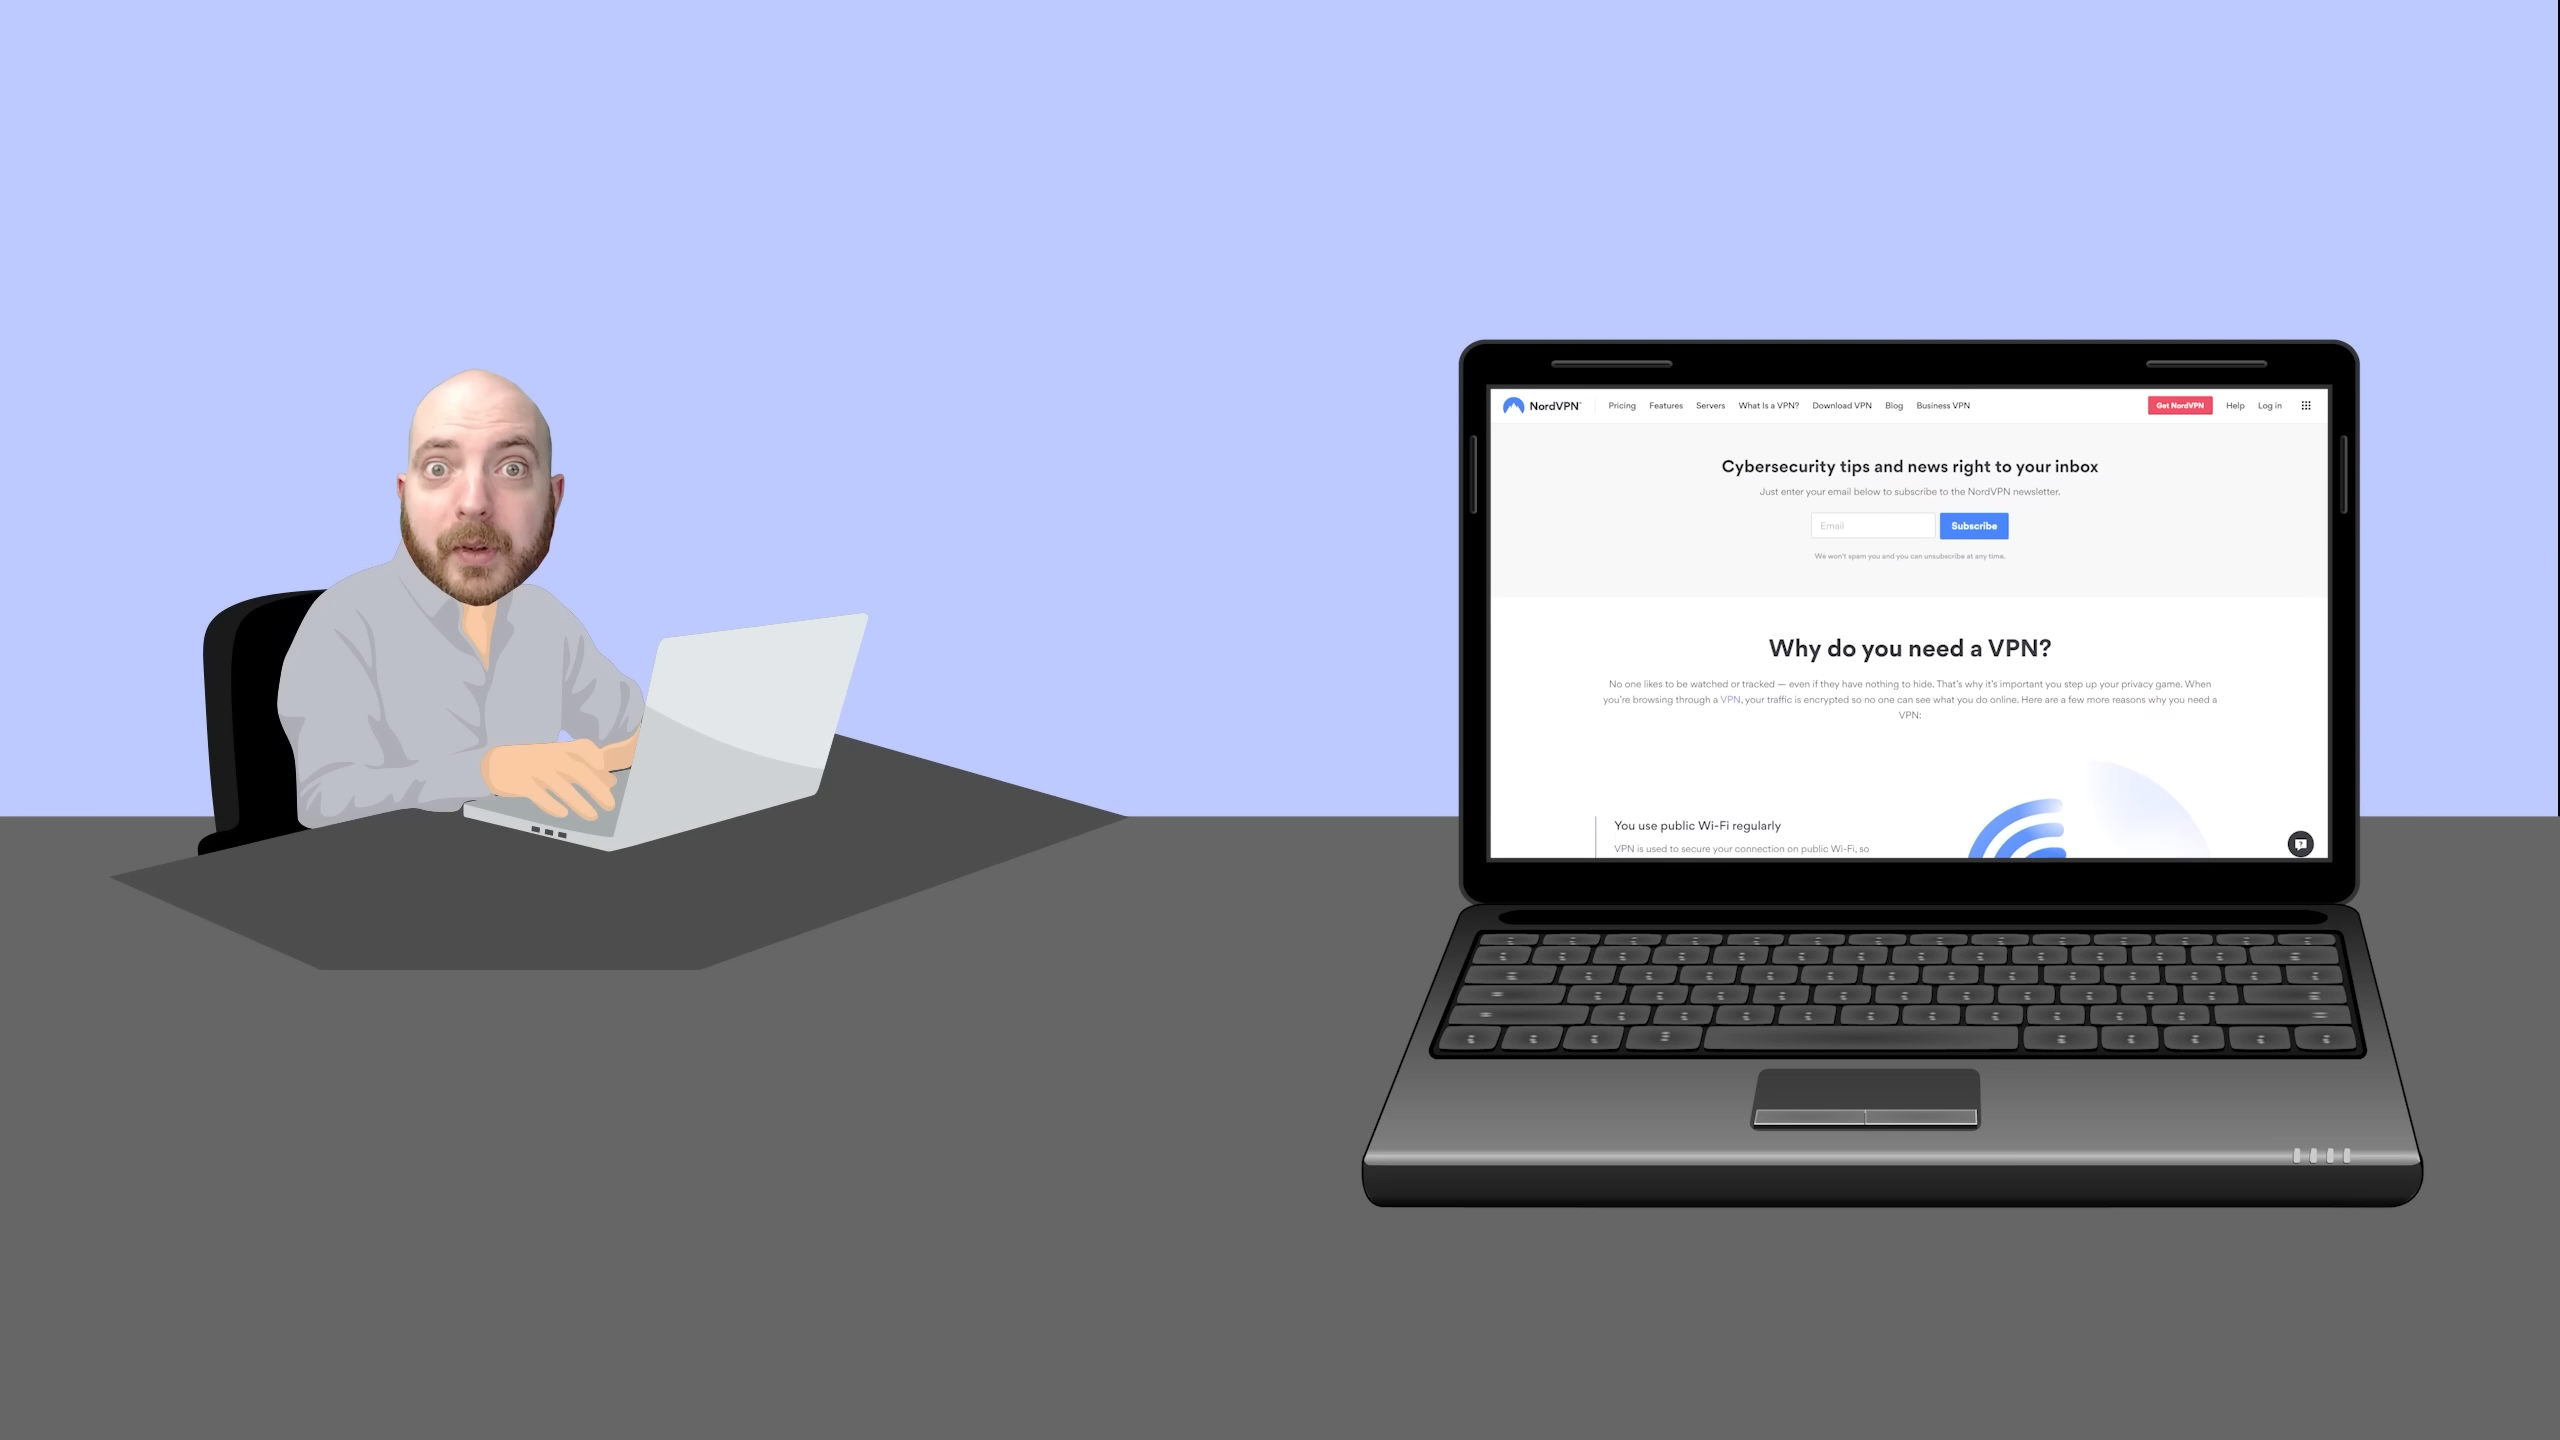 NordVPN® Pricing Features Servers What Is a VPN? Download VPN Blog Business VPN Get NordVPN Help Log in
Cybersecurity tips and news right to your inbox
Just enter your email below to subscribe to the NordVPN newsletter.
Email Subscribe
We won't spam you and you can unsubscribe at any time.
Why do you need a VPN?
No one likes to be watched or tracked — even if they have nothing to hide. That's why it's important you step up your privacy game. When
you're browsing through a VPN, your traffic is encrypted so no one can see what you do online. Here are a few more reasons why you need a
VPN:
You use public Wi-Fi regularly
VPN is used to secure your connection on public Wi-Fi, so